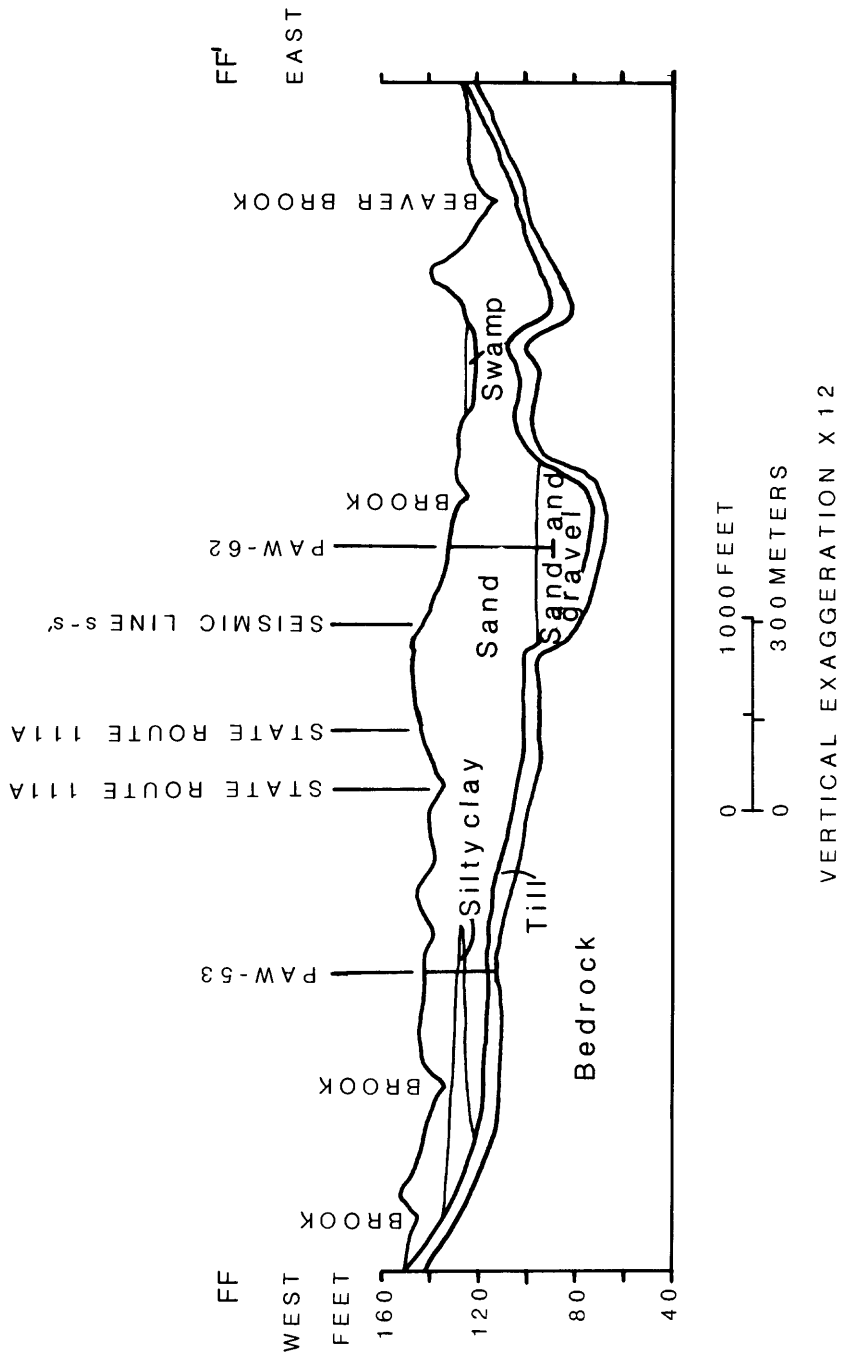 FF
WEST
FEET
FF'
EAST
BROOK
BROOK
PAW-53
STATE ROUTE 111A
STATE ROUTE 111A
SEISMIC LINE s-s'
PAW-62
BROOK
BEAVER BROOK
160
120
80
40
Silty clay
Sand
Swamp
Till
Sand and
gravel
Bedrock
0 1000 FEET
0 300 METERS
VERTICAL EXAGGERATION X 12